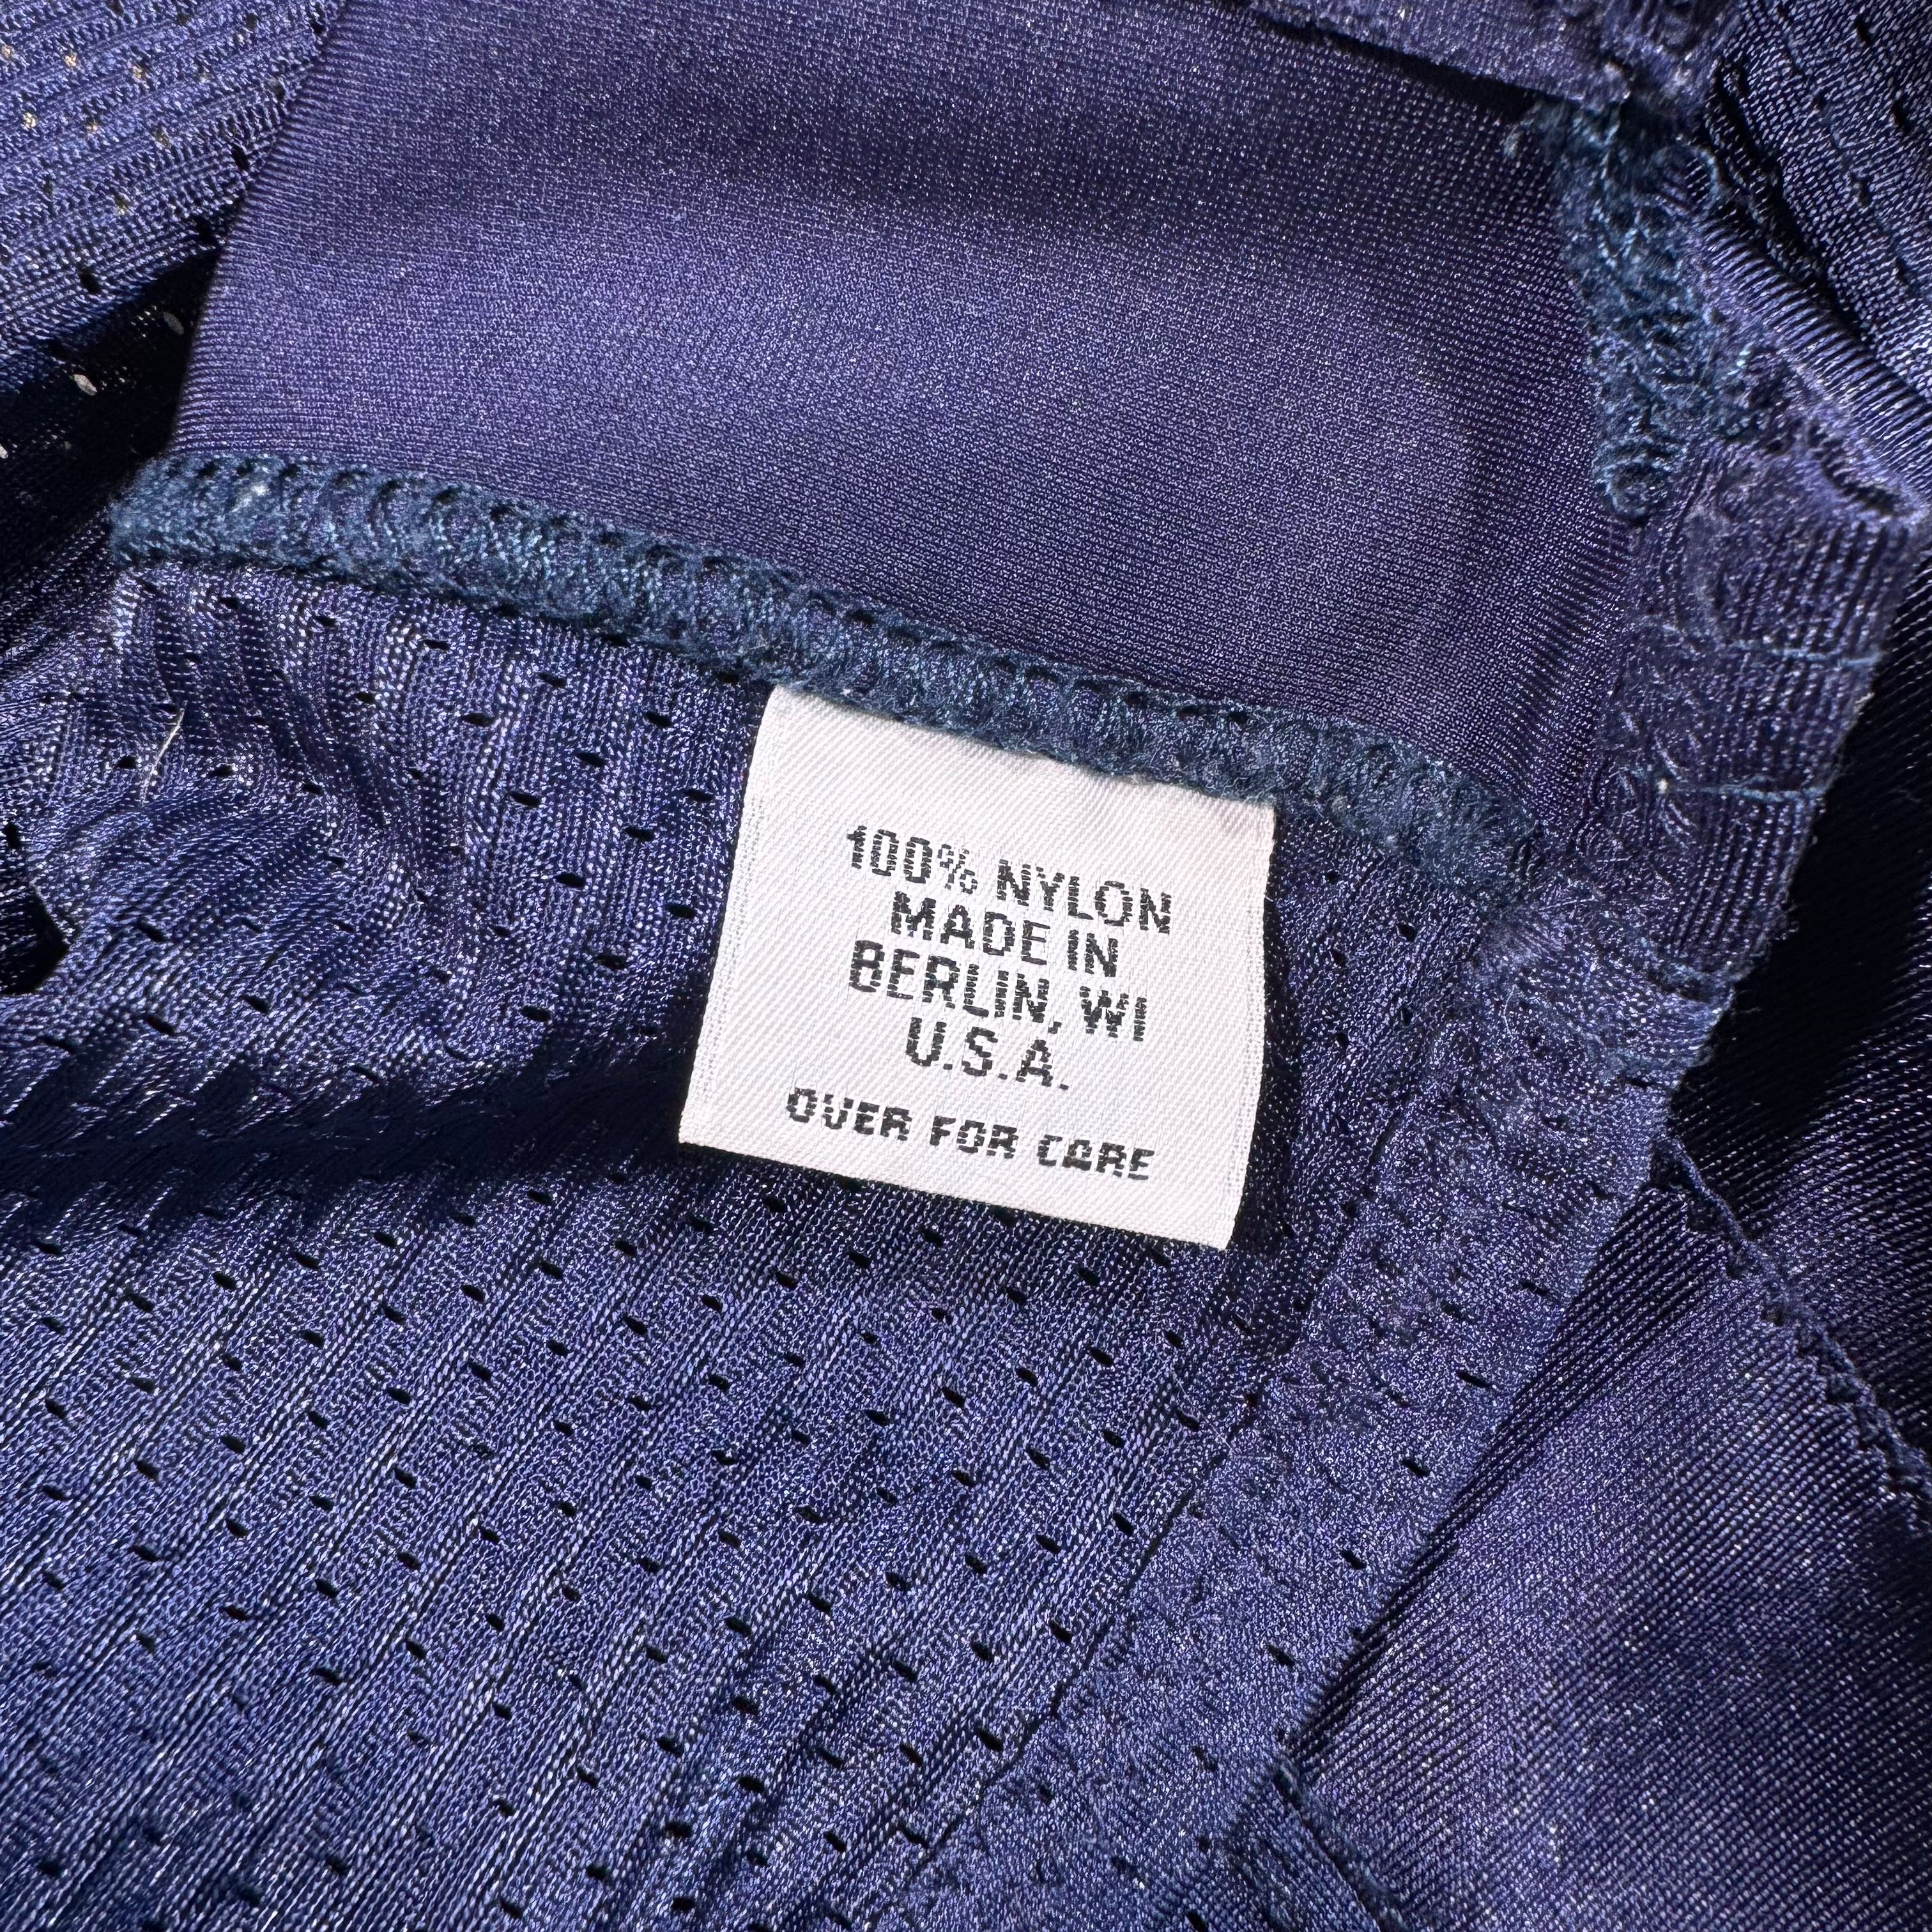 100% NYLON
MADE IN
BERLIN, WI
U.S.A.
OVER FOR CARE